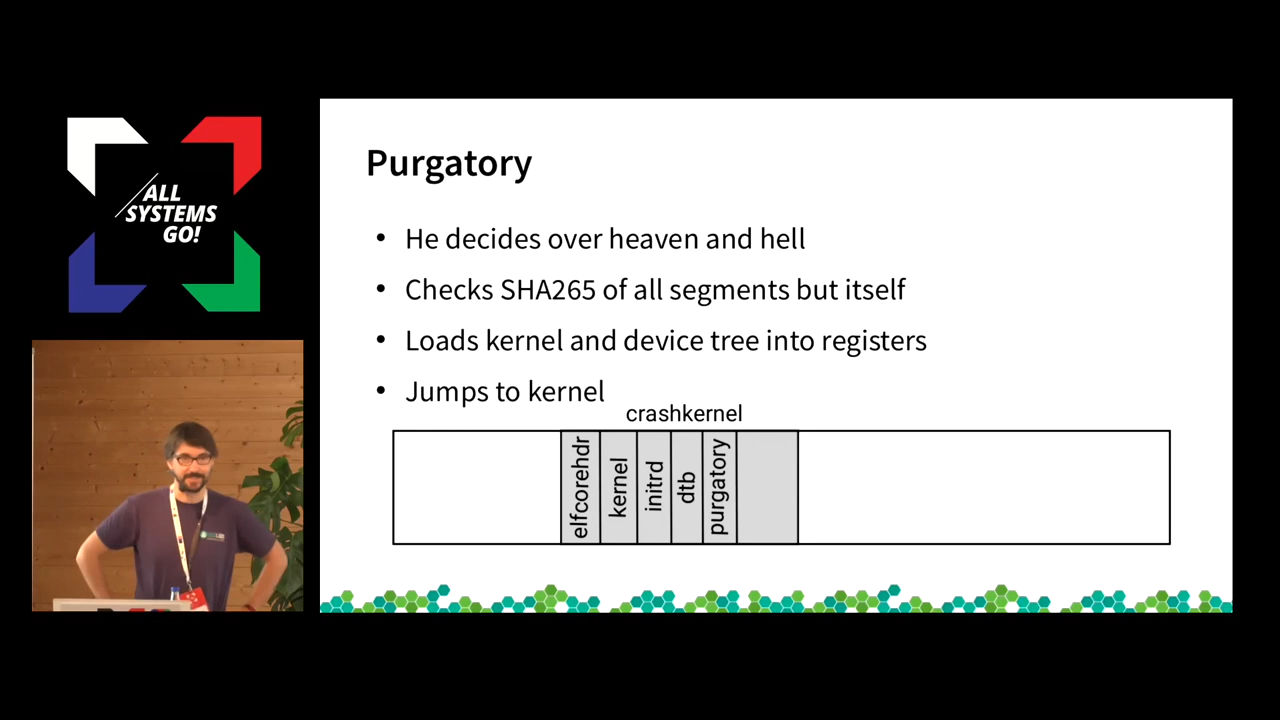 ALL
SYSTEMS
GO!
Purgatory
• He decides over heaven and hell
• Checks SHA265 of all segments but itself
• Loads kernel and device tree into registers
• Jumps to kernel
crashkernel
elfcorehdr
kernel
initrd
dtb
purgatory